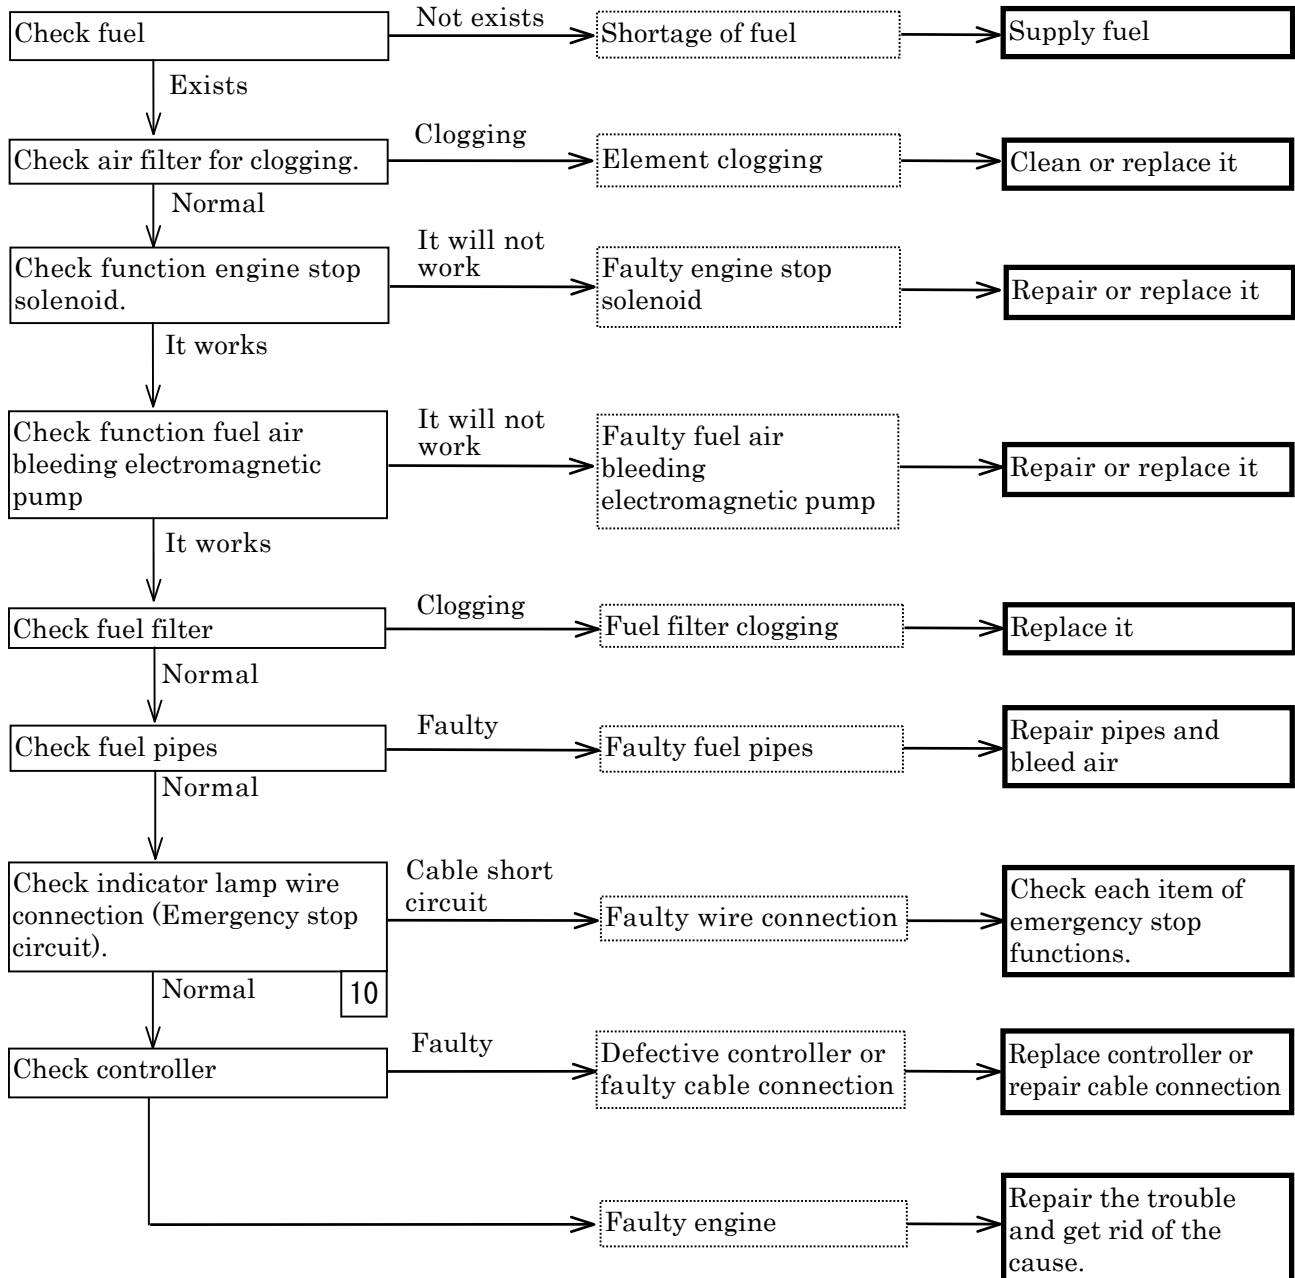 Check fuel
Not exists
Shortage of fuel
Supply fuel
Exists
Check air filter for clogging.
Clogging
Element clogging
Clean or replace it
Normal
Check function engine stop
solenoid.
It will not
work
Faulty engine stop
solenoid
Repair or replace it
It works
Check function fuel air
bleeding electromagnetic
pump
It will not
work
Faulty fuel air
bleeding
electromagnetic pump
Repair or replace it
It works
Check fuel filter
Clogging
Fuel filter clogging
Replace it
Normal
Check fuel pipes
Faulty
Faulty fuel pipes
Repair pipes and
bleed air
Normal
Check indicator lamp wire
connection (Emergency stop
circuit).
Cable short
circuit
Faulty wire connection
Check each item of
emergency stop
functions.
Normal
10
Check controller
Faulty
Defective controller or
faulty cable connection
Replace controller or
repair cable connection
Faulty engine
Repair the trouble
and get rid of the
cause.